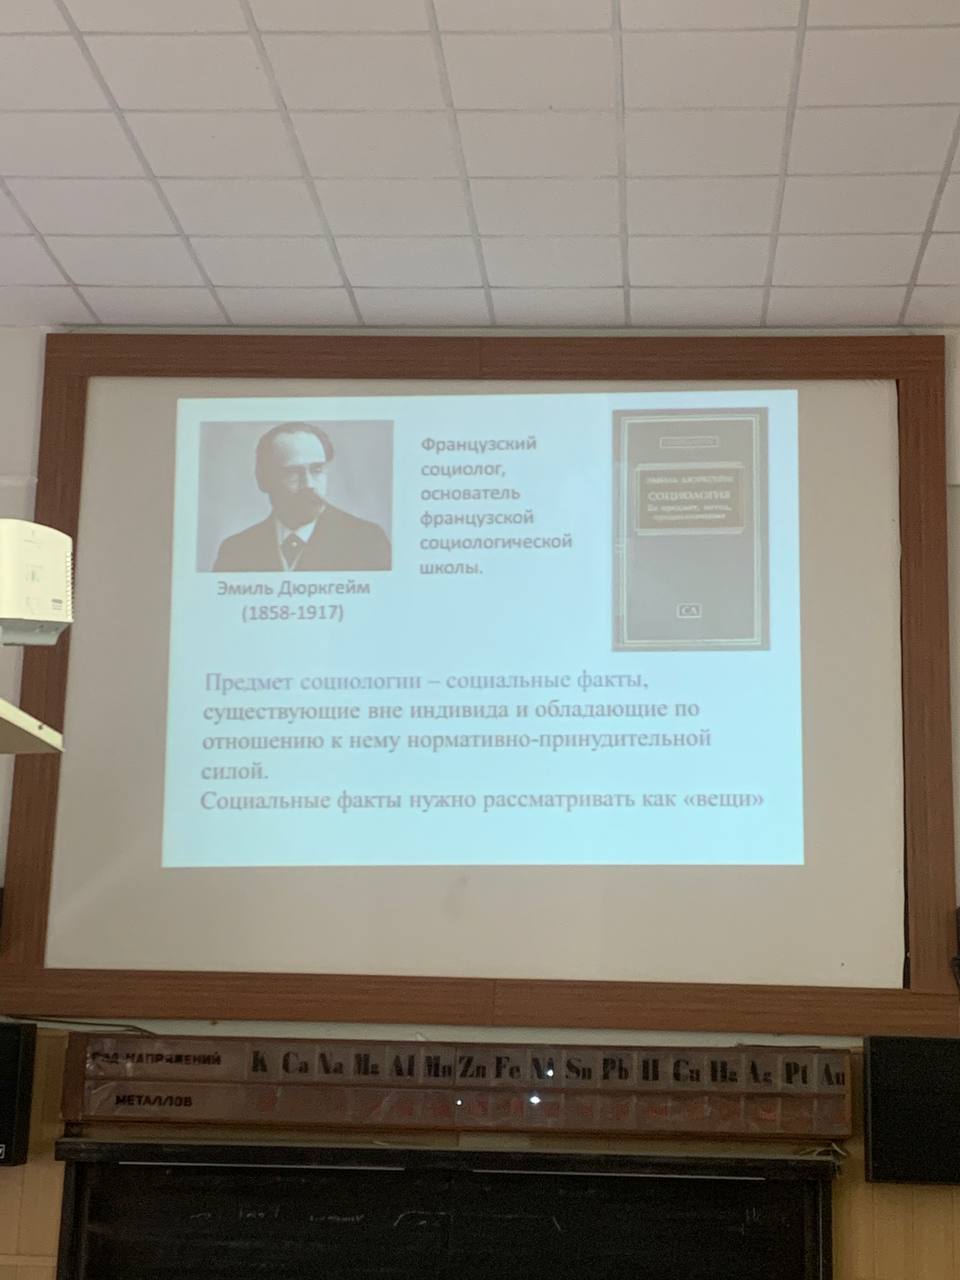 Французский
социолог,
основатель
французской
социологической
школы.
Эмиль Дюркгейм
(1858-1917)
ЭМИЛЬ ДЮРКГЕЙМ
СОЦИОЛОГИЯ
Ее предмет, метод,
предназначение
СА
Предмет социологии – социальные факты,
существующие вне индивида и обладающие по
отношению к нему нормативно-принудительной
силой.
Социальные факты нужно рассматривать как «вещи»
РЯД НАПРЯЖЕНИЙ
МЕТАЛЛОВ
K Ca Na Mg Al Mn Zn Fe Ni Sn Pb H Cu Hg Ag Pt Au